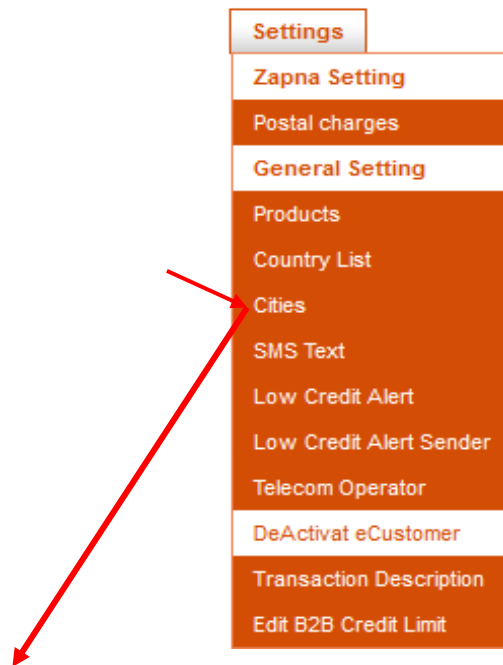 Settings
Zapna Setting
Postal charges
General Setting
Products
Country List
Cities
SMS Text
Low Credit Alert
Low Credit Alert Sender
Telecom Operator
DeActivat eCustomer
Transaction Description
Edit B2B Credit Limit